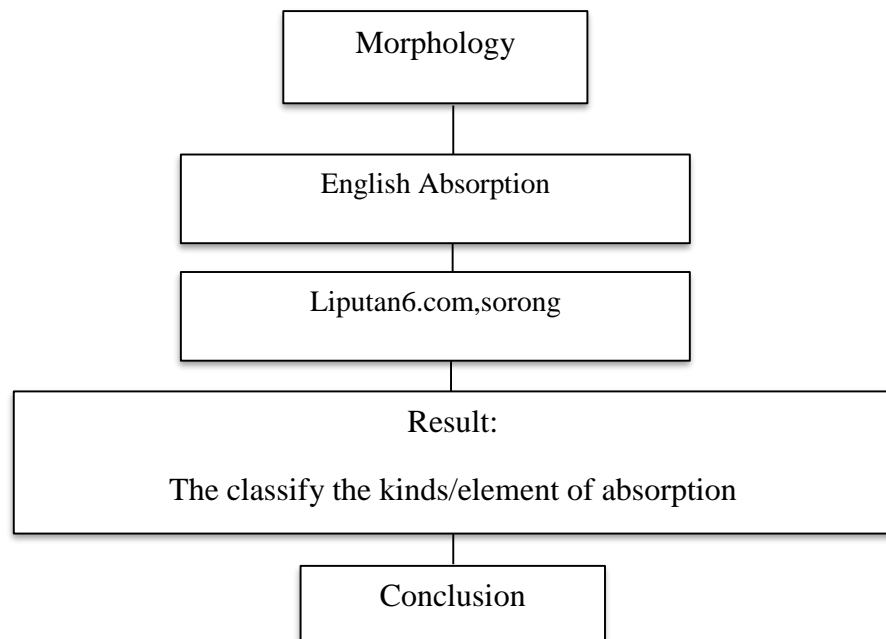 Morphology
English Absorption
Liputan6.com,sorong
Result:
The classify the kinds/element of absorption
Conclusion